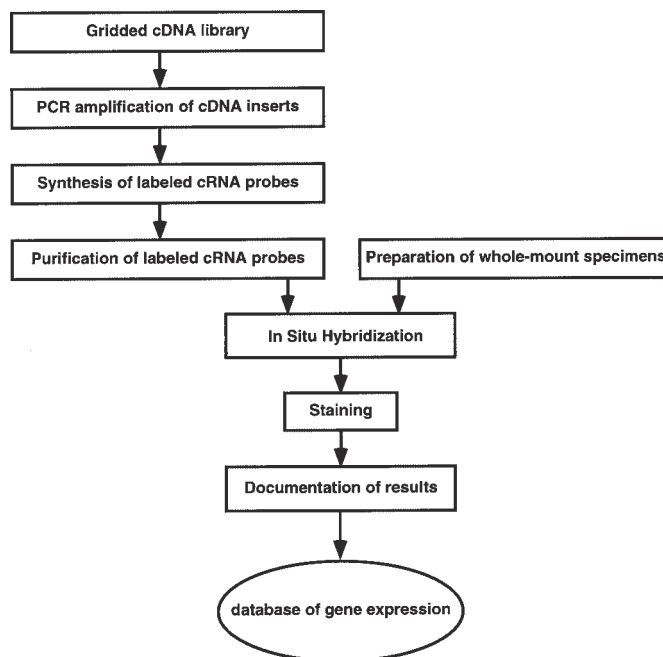 Gridded cDNA library
PCR amplification of cDNA inserts
Synthesis of labeled cRNA probes
Purification of labeled cRNA probes
Preparation of whole-mount specimens
In Situ Hybridization
Staining
Documentation of results
database of gene expression